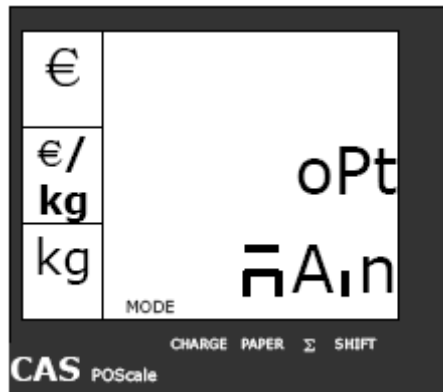 €
€/
kg
oPt
kg
mAin
MODE
CHARGE PAPER Σ SHIFT
CAS POScale